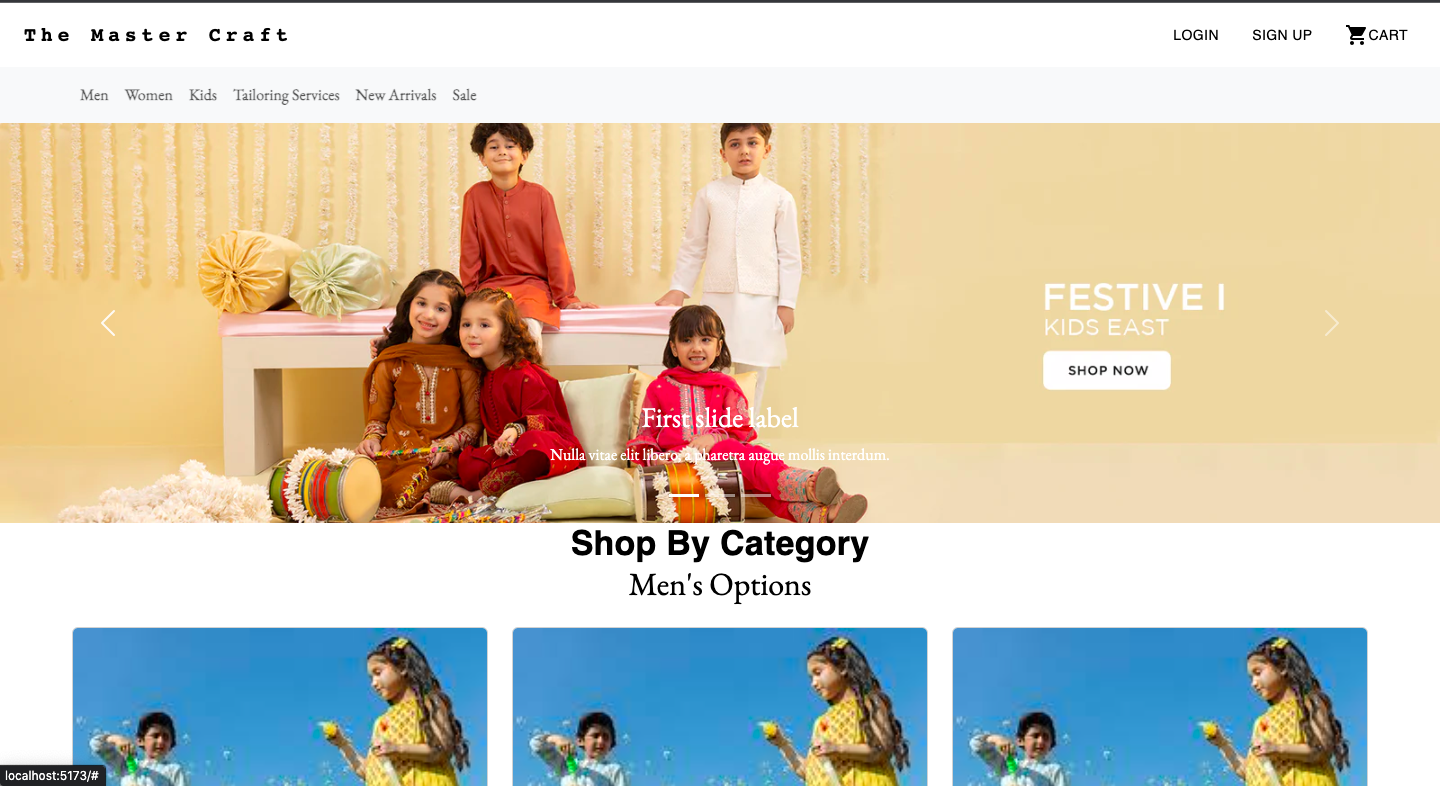 The Master Craft
LOGIN SIGN UP CART
Men Women Kids Tailoring Services New Arrivals Sale
FESTIVE I
KIDS EAST
SHOP NOW
First slide label
Nulla vitae elit libero, a pharetra augue mollis interdum.
Shop By Category
Men's Options
localhost:5173/#